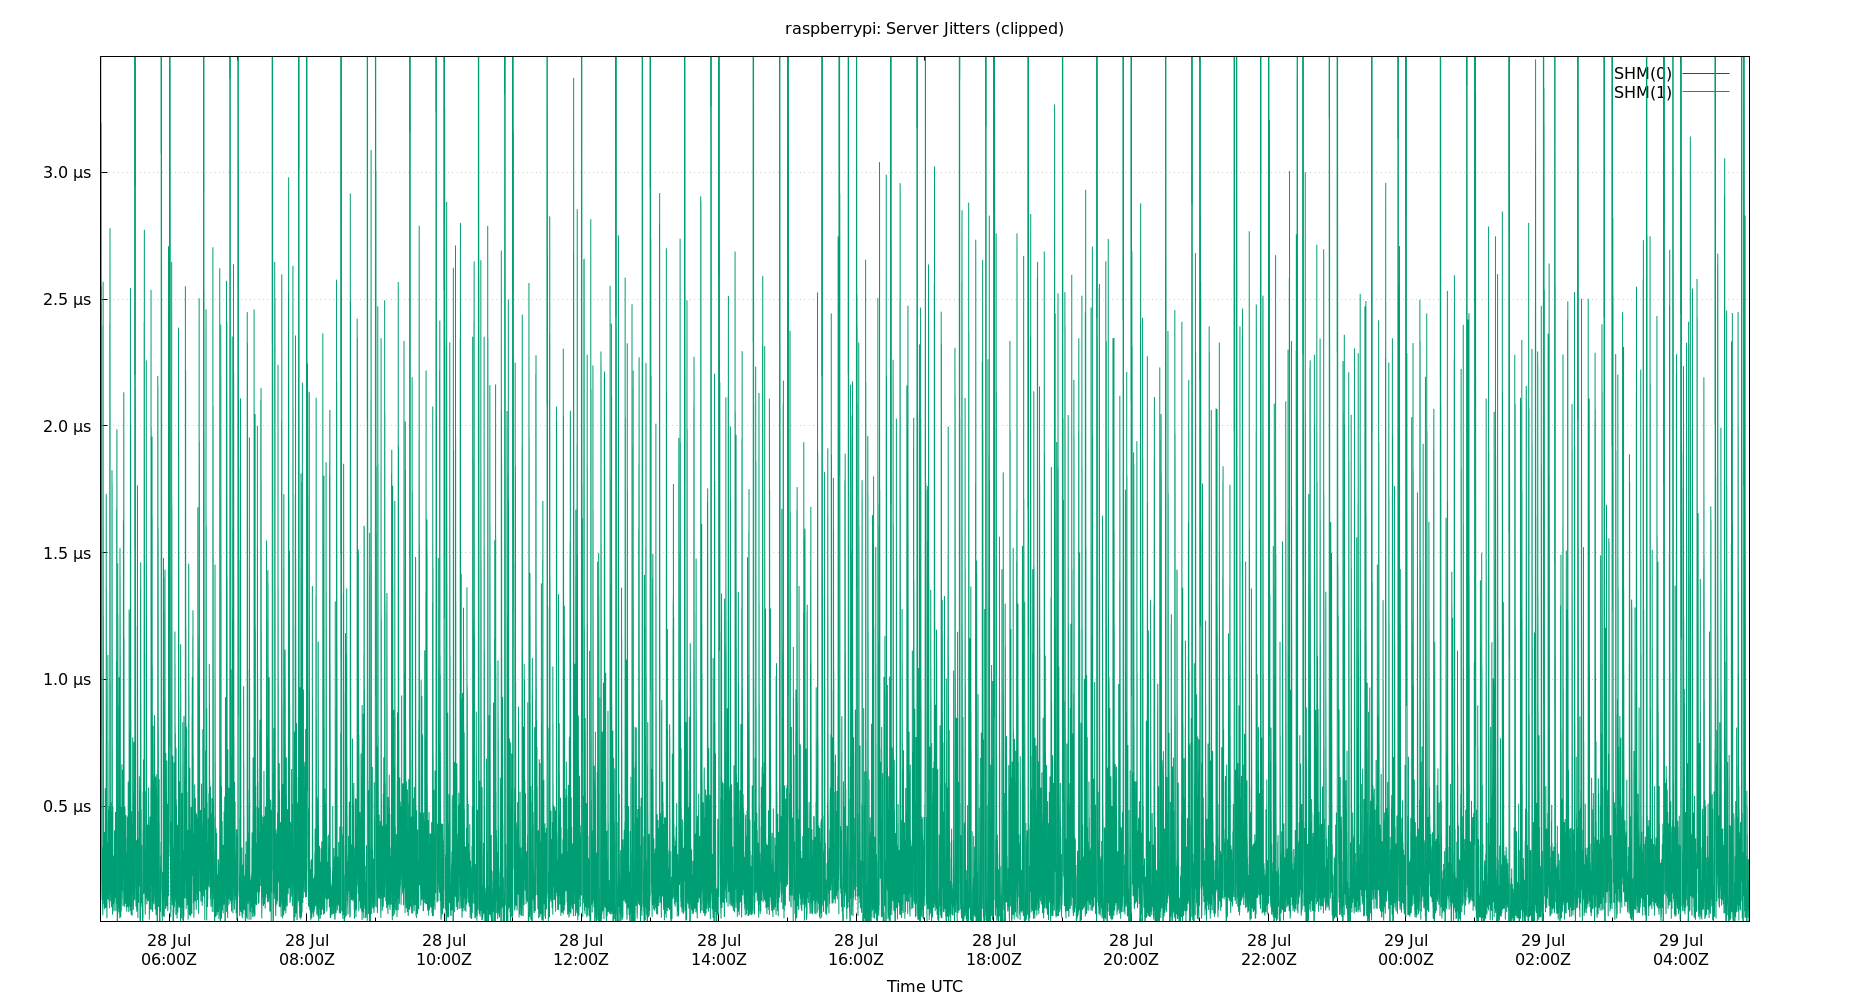 raspberrypi: Server Jitters (clipped)
SHM(0)
SHM(1)
3.0 µs
2.5 µs
2.0 µs
1.5 µs
1.0 µs
0.5 µs
28 Jul 28 Jul 28 Jul 28 Jul 28 Jul 28 Jul 28 Jul 28 Jul 28 Jul 29 Jul 29 Jul 29 Jul
06:00Z 08:00Z 10:00Z 12:00Z 14:00Z 16:00Z 18:00Z 20:00Z 22:00Z 00:00Z 02:00Z 04:00Z
Time UTC